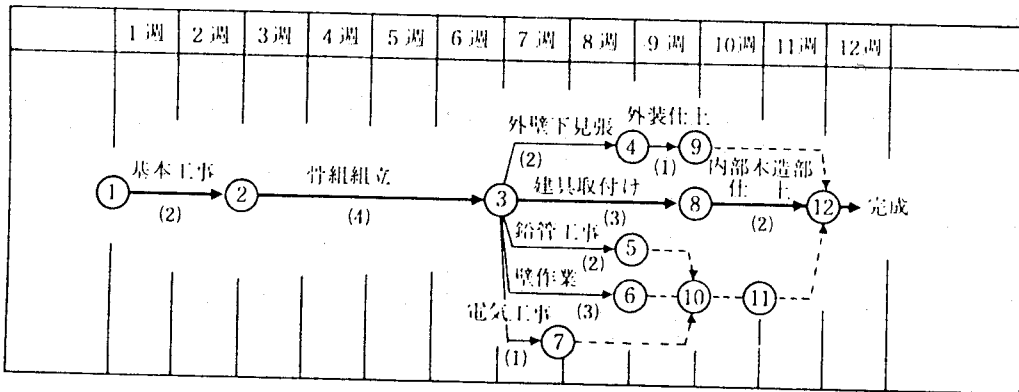 1週 2週 3週 4週 5週 6週 7週 8週 9週 10週 11週 12週
外壁下見張 外装仕上
④ ⑨
(2) (1)
基本工事 骨組組立 建具取付け 内部木造部
仕上
① ② ③ ⑧ ⑫ 完成
(2) (4) (3) (2)
鉛管工事 ⑤
(2)
壁作業 ⑥ ⑩ ⑪
(3)
電気工事
⑦
(1)